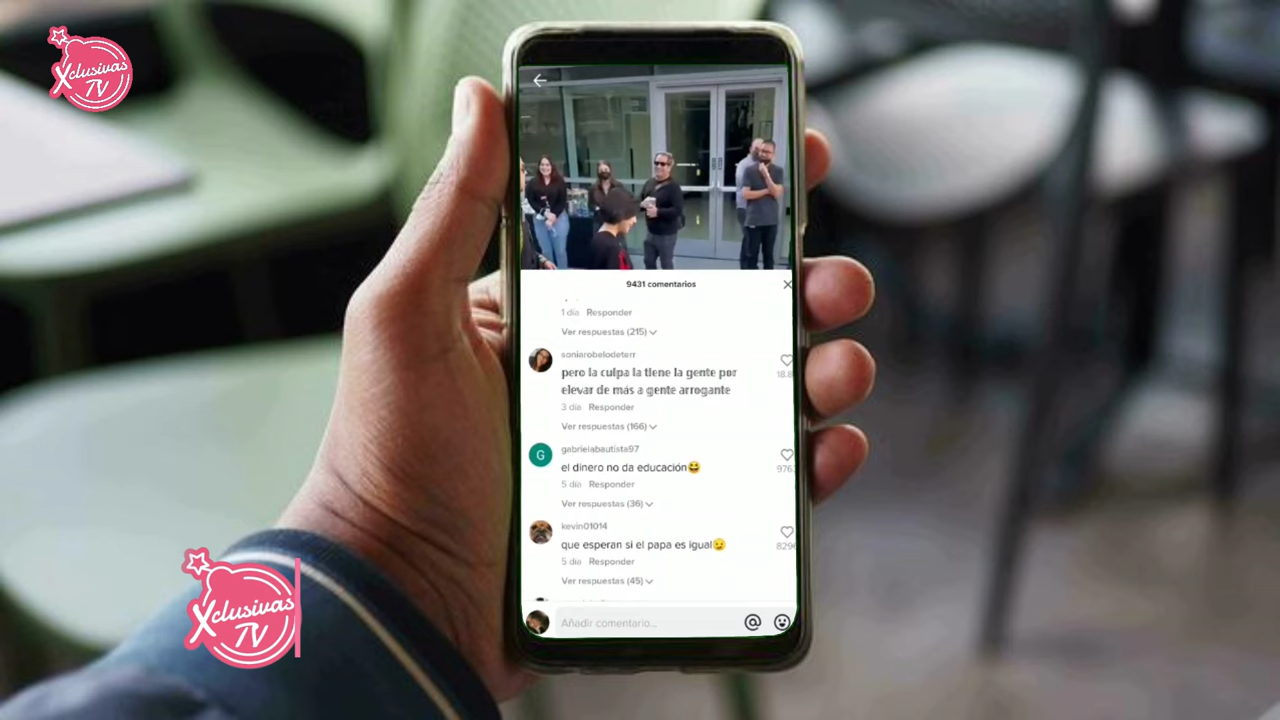 Xclusivas
TV
9431 comentarios
1 día Responder
Ver respuestas (215)
soniarobelodeterr
pero la culpa la tiene la gente por
elevar de más a gente arrogante
3 día Responder
Ver respuestas (166)
G
gabrielabautista97
el dinero no da educación😆
976
5 día Responder
Ver respuestas (36)
kevin01014
que esperan si el papa es igual😉
829
5 día Responder
Ver respuestas (45)
Añadir comentario...
@
Xclusivas
TV